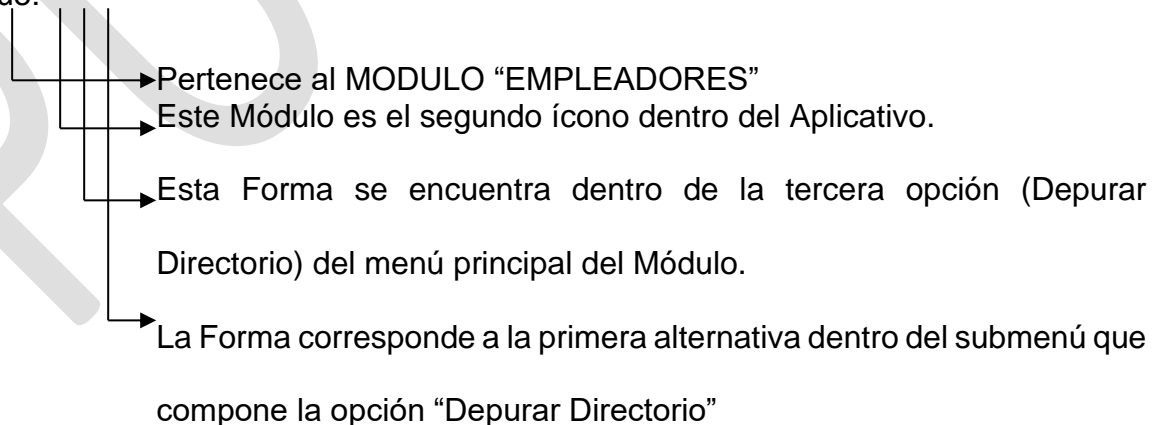 Pertenece al MODULO “EMPLEADORES”
Este Módulo es el segundo ícono dentro del Aplicativo.
Esta Forma se encuentra dentro de la tercera opción (Depurar
Directorio) del menú principal del Módulo.
La Forma corresponde a la primera alternativa dentro del submenú que
compone la opción “Depurar Directorio”